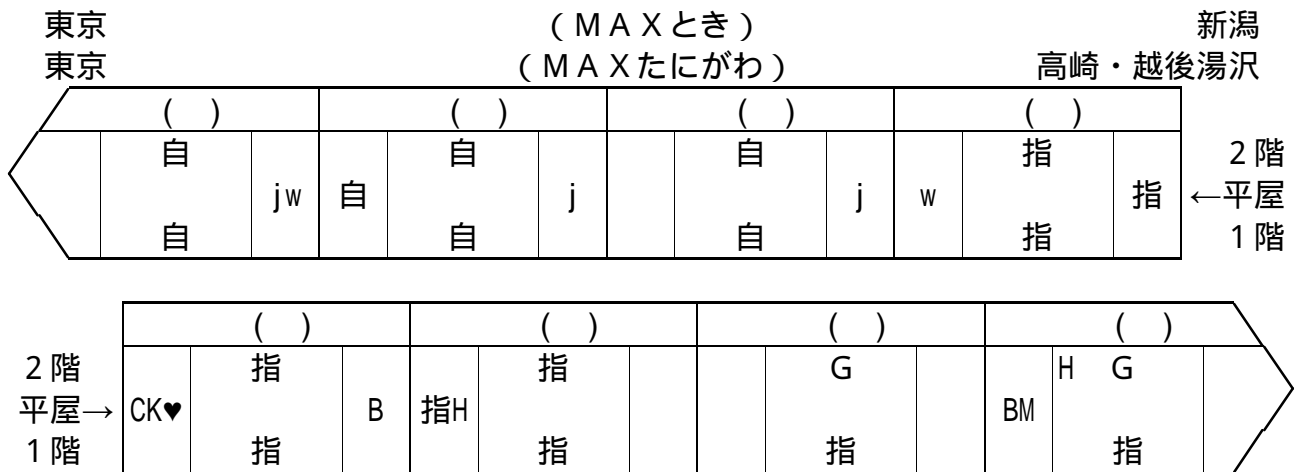 東京 （ＭＡＸとき） 新潟
東京 （ＭＡＸたにがわ） 高崎・越後湯沢
( ) ( ) ( ) ( )
自 自 自 指 2階
jw 自 j j w 指 ←平屋
自 自 自 指 1階
( ) ( ) ( ) ( )
2階 指 指 G H G
平屋→ CK♥ B 指H BM
1階 指 指 指 指